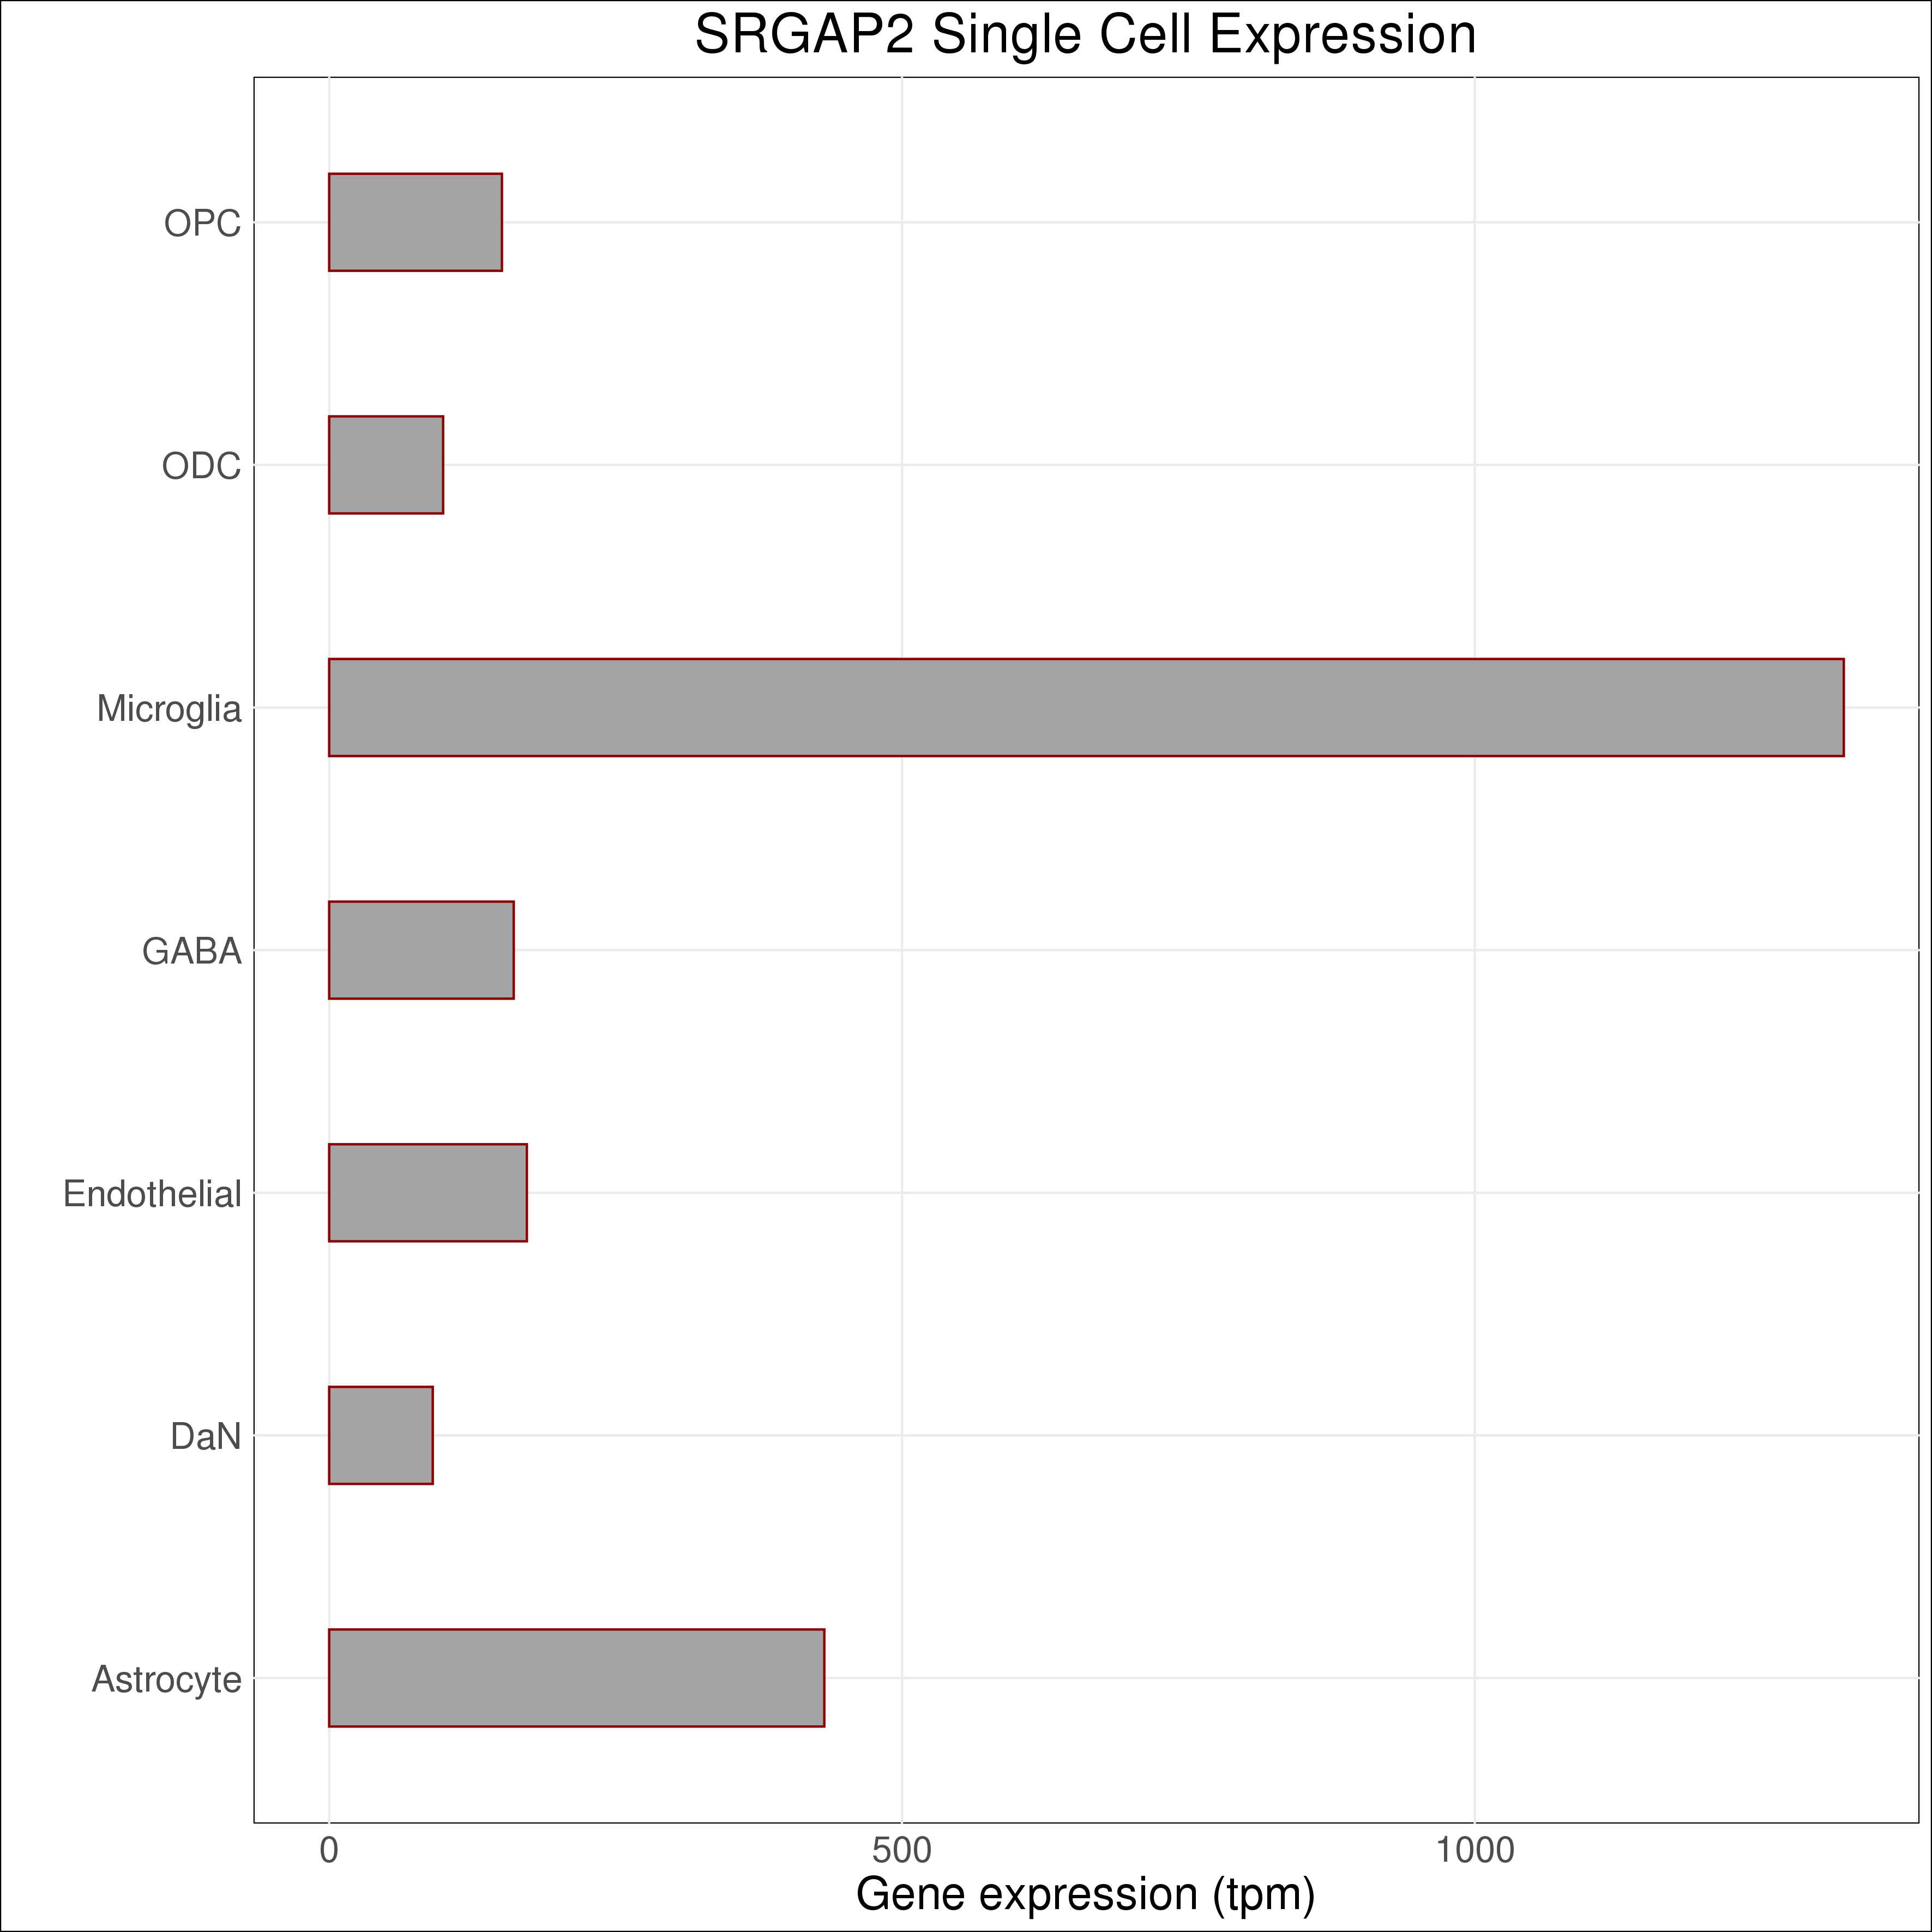 SRGAP2 Single Cell Expression
OPC
ODC
Microglia
GABA
Endothelial
DaN
Astrocyte
0 500 1000
Gene expression (tpm)